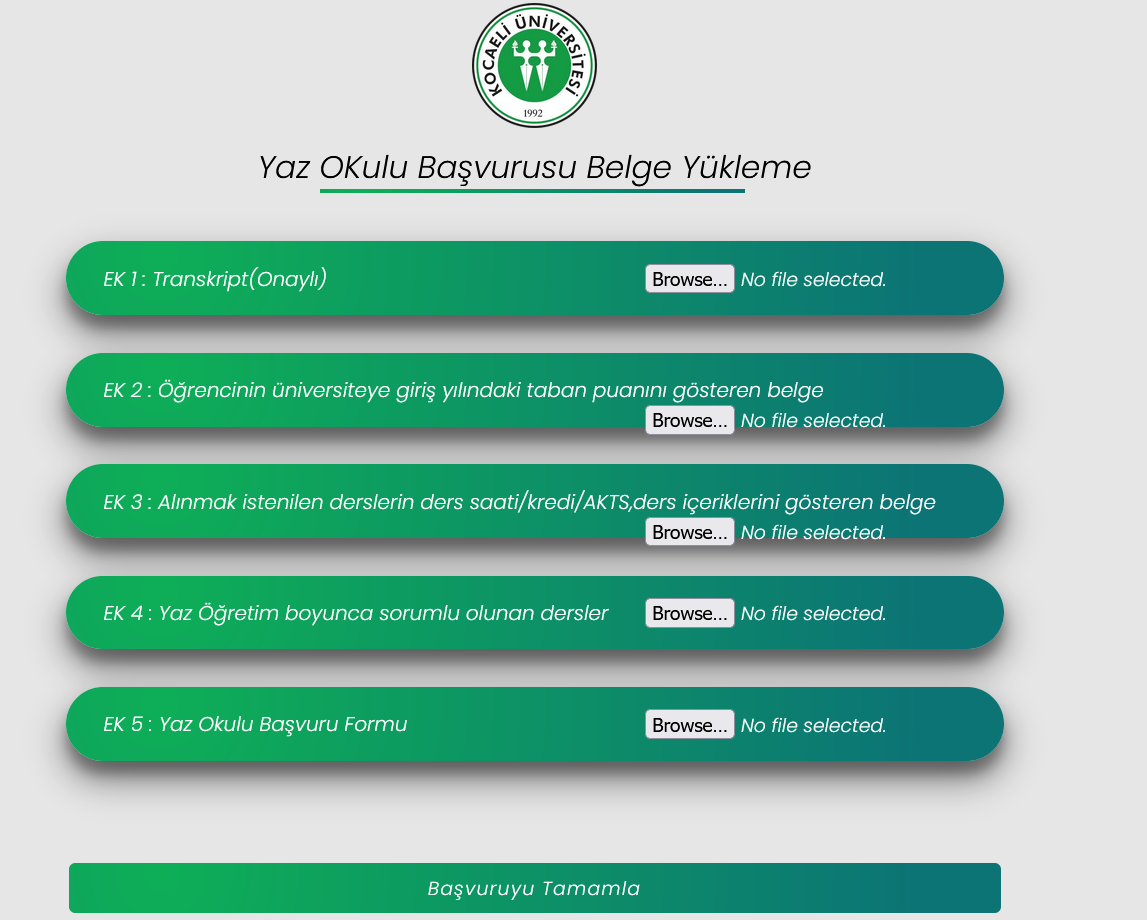 KOCAELİ ÜNİVERSİTESİ
1992
Yaz OKulu Başvurusu Belge Yükleme
EK 1 : Transkript(Onaylı) Browse... No file selected.
EK 2 : Öğrencinin üniversiteye giriş yılındaki taban puanını gösteren belge
Browse... No file selected.
EK 3 : Alınmak istenilen derslerin ders saati/kredi/AKTS,ders içeriklerini gösteren belge
Browse... No file selected.
EK 4 : Yaz Öğretim boyunca sorumlu olunan dersler Browse... No file selected.
EK 5 : Yaz Okulu Başvuru Formu Browse... No file selected.
Başvuruyu Tamamla